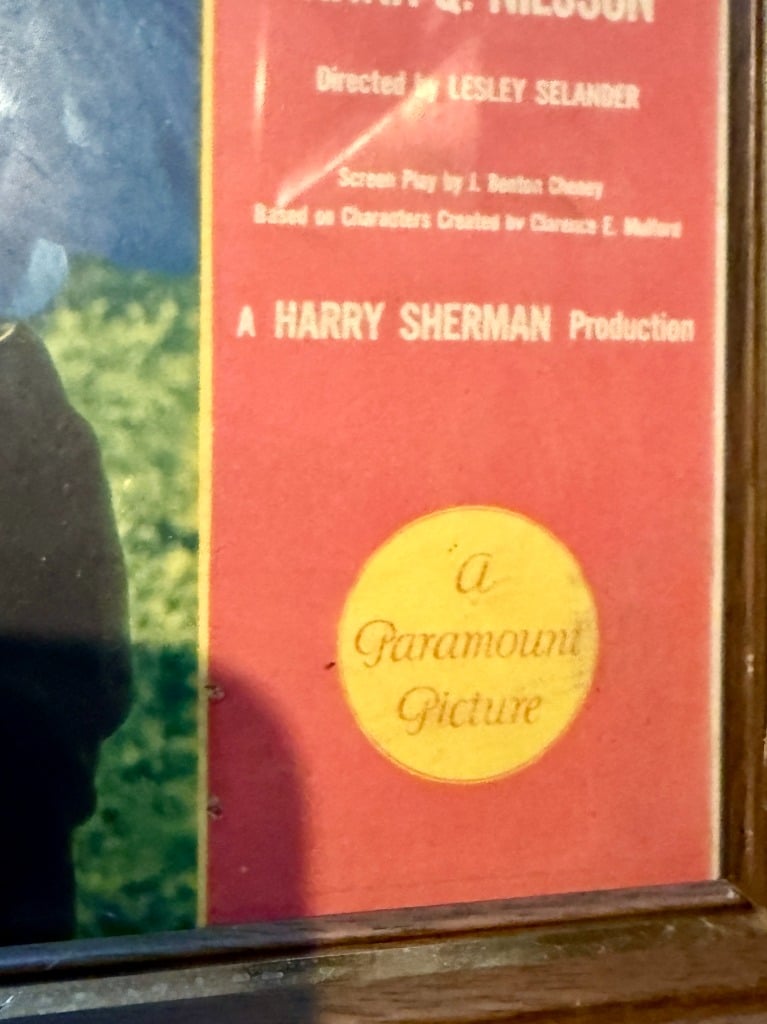 Q. NILSSON
Directed by LESLEY SELANDER
Screen Play by J. Benton Cheney
Based on Characters Created by Clarence E. Mulford
A HARRY SHERMAN Production
a
Paramount
Picture